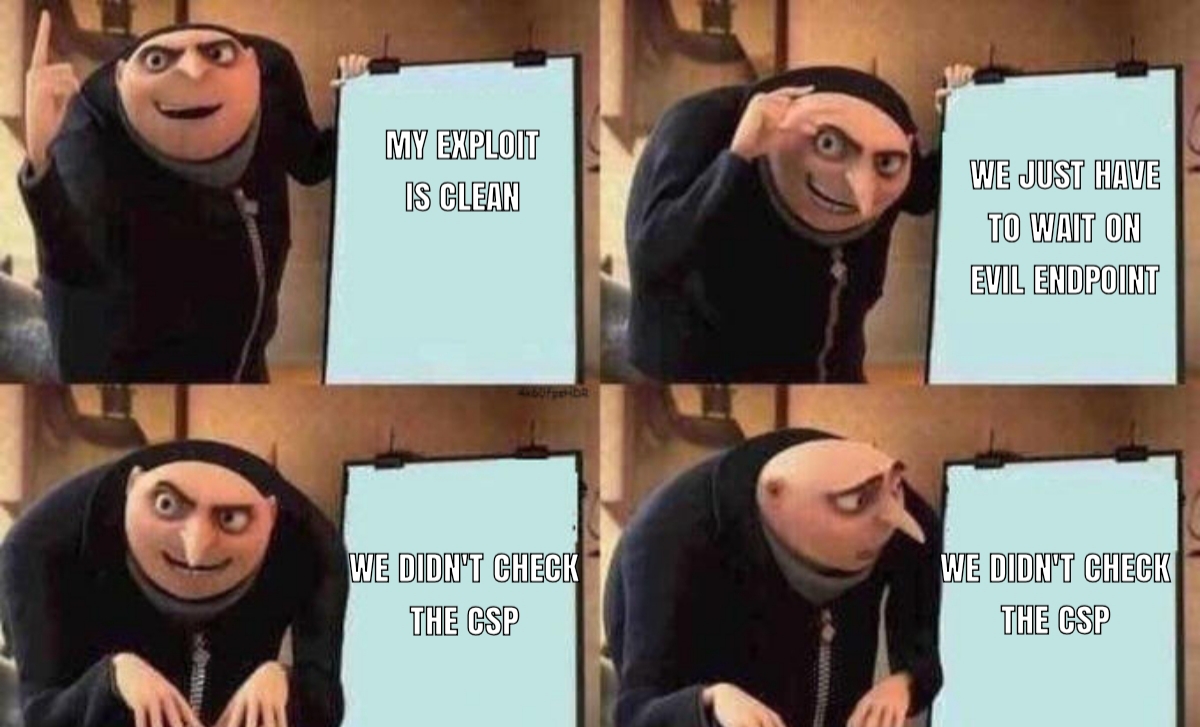 MY EXPLOIT
IS CLEAN
WE JUST HAVE
TO WAIT ON
EVIL ENDPOINT
WE DIDN'T CHECK
THE CSP
WE DIDN'T CHECK
THE CSP